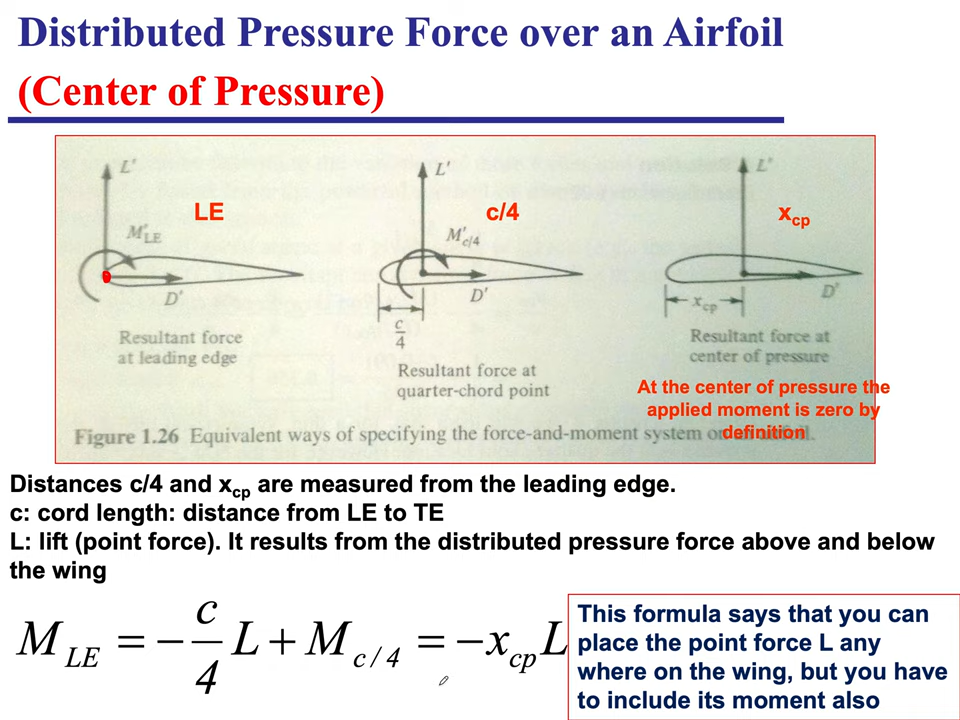 Distributed Pressure Force over an Airfoil
(Center of Pressure)
L' L' L'
LE c/4 xcp
M'LE M'c/4
D' D' D'
c/4 xcp
Resultant force
at leading edge
Resultant force at
quarter-chord point
Resultant force at
center of pressure
At the center of pressure the
applied moment is zero by
definition
Figure 1.26 Equivalent ways of specifying the force-and-moment system airfoil.
Distances c/4 and xcp are measured from the leading edge.
c: cord length: distance from LE to TE
L: lift (point force). It results from the distributed pressure force above and below
the wing
M LE = − c/4 L + M c/4 = − xcp L
This formula says that you can
place the point force L any
where on the wing, but you have
to include its moment also